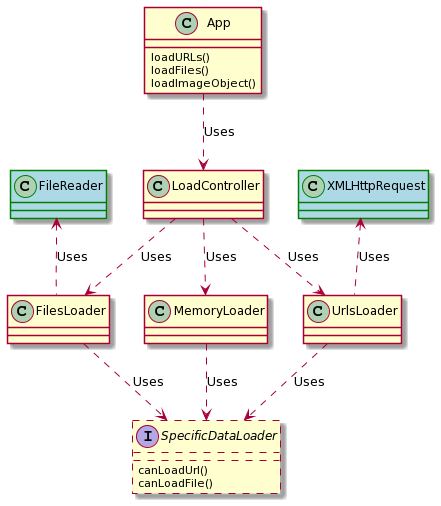 C App
loadURLs()
loadFiles()
loadImageObject()
Uses
C FileReader
C LoadController
C XMLHttpRequest
Uses
Uses
Uses
Uses
Uses
C FilesLoader
C MemoryLoader
C UrlsLoader
Uses
Uses
Uses
I SpecificDataLoader
canLoadUrl()
canLoadFile()